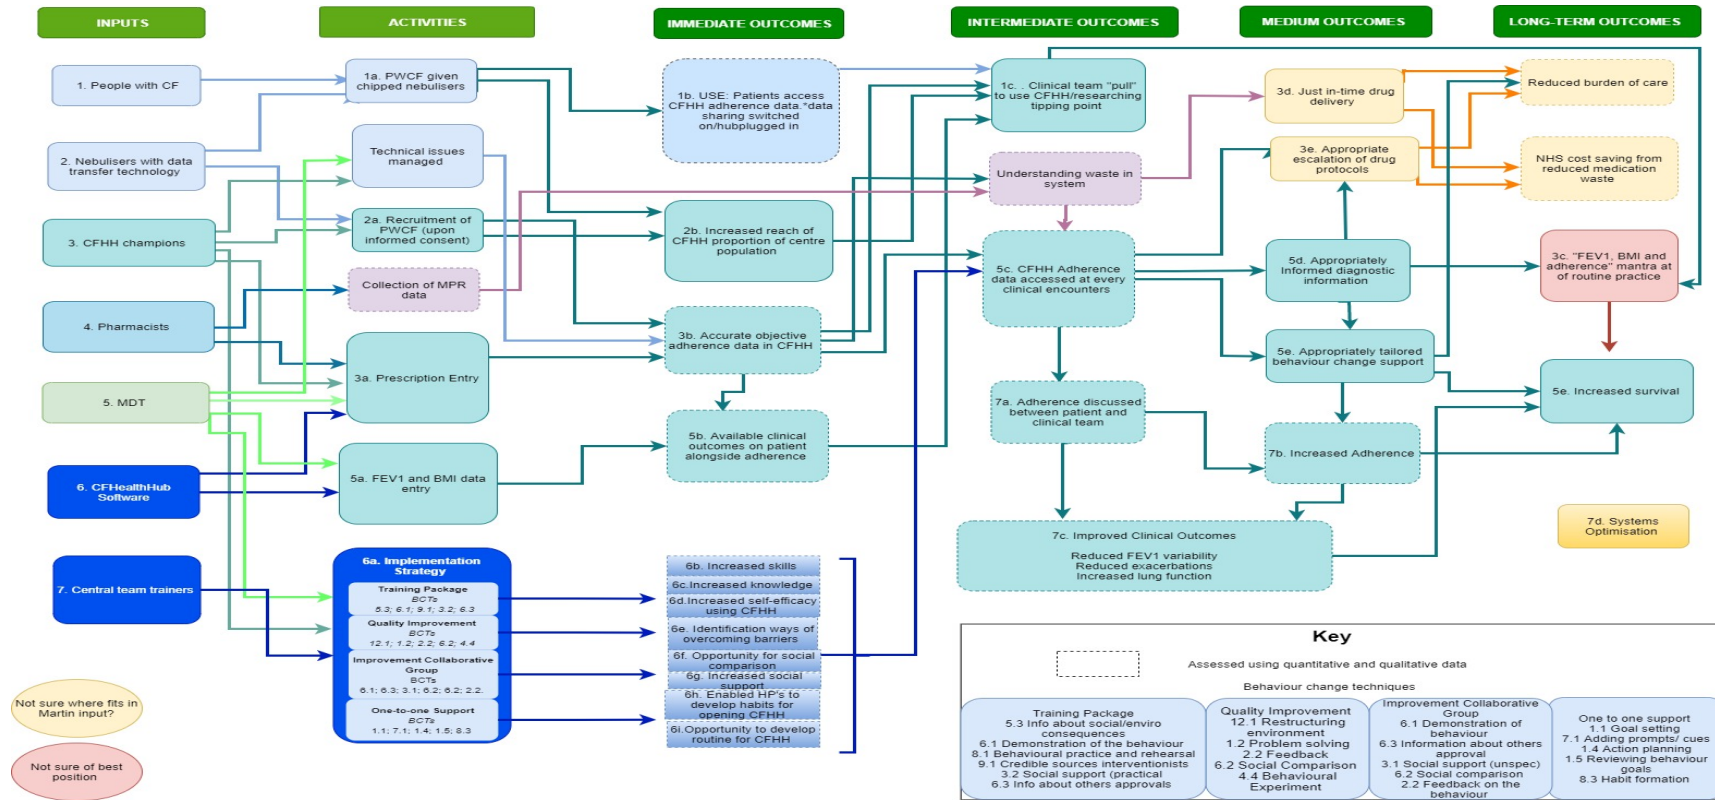 INPUTS
ACTIVITIES
IMMEDIATE OUTCOMES
INTERMEDIATE OUTCOMES
MEDIUM OUTCOMES
LONG-TERM OUTCOMES
1. People with CF
2. Nebulisers with data
transfer technology
3. CFHH champions
4. Pharmacists
5. MDT
6. CFHealthHub
Software
7. Central team trainers
Not sure where fits in
Martin input?
Not sure of best
position
1a. PWCF given
chipped nebulisers
Technical issues
managed
2a. Recruitment of
PWCF (upon
informed consent)
Collection of MPR
data
3a. Prescription Entry
5a. FEV1 and BMI data
entry
6a. Implementation
Strategy
Training Package
BCTs
5.3; 6.1; 9.1; 3.2; 6.3
Quality Improvement
BCTs
12.1; 1.2; 2.2; 6.2; 4.4
Improvement Collaborative
Group
BCTs
6.1; 6.3; 3.1; 6.2; 6.2; 2.2.
One-to-one Support
BCTs
1.1; 7.1; 1.4; 1.5; 8.3
1b. USE: Patients access
CFHH adherence data.*data
sharing switched
on/hubplugged in
2b. Increased reach of
CFHH proportion of centre
population
3b. Accurate objective
adherence data in CFHH
5b. Available clinical
outcomes on patient
alongside adherence
6b. Increased skills
6c.Increased knowledge
6d.Increased self-efficacy
using CFHH
6e. Identification ways of
overcoming barriers
6f. Opportunity for social
comparison
6g. Increased social
support
6h. Enabled HP's to
develop habits for
opening CFHH
6i.Opportunity to develop
routine for CFHH
1c. . Clinical team "pull"
to use CFHH/researching
tipping point
Understanding waste in
system
5c. CFHH Adherence
data accessed at every
clinical encounters
7a. Adherence discussed
between patient and
clinical team
7c. Improved Clinical Outcomes
Reduced FEV1 variability
Reduced exacerbations
Increased lung function
3d. Just in-time drug
delivery
3e. Appropriate
escalation of drug
protocols
5d. Appropriately
Informed diagnostic
information
5e. Appropriately tailored
behaviour change support
7b. Increased Adherence
Reduced burden of care
NHS cost saving from
reduced medication
waste
3c. "FEV1, BMI and
adherence" mantra at
of routine practice
5e. Increased survival
7d. Systems
Optimisation
Key
Assessed using quantitative and qualitative data
Behaviour change techniques
Training Package
5.3 Info about social/enviro
consequences
6.1 Demonstration of the behaviour
8.1 Behavioural practice and rehearsal
9.1 Credible sources interventionists
3.2 Social support (practical
6.3 Info about others approvals
Quality Improvement
12.1 Restructuring
environment
1.2 Problem solving
2.2 Feedback
6.2 Social Comparison
4.4 Behavioural
Experiment
Improvement Collaborative
Group
6.1 Demonstration of
behaviour
6.3 Information about others
approval
3.1 Social support (unspec)
6.2 Social comparison
2.2 Feedback on the
behaviour
One to one support
1.1 Goal setting
7.1 Adding prompts/ cues
1.4 Action planning
1.5 Reviewing behaviour
goals
8.3 Habit formation